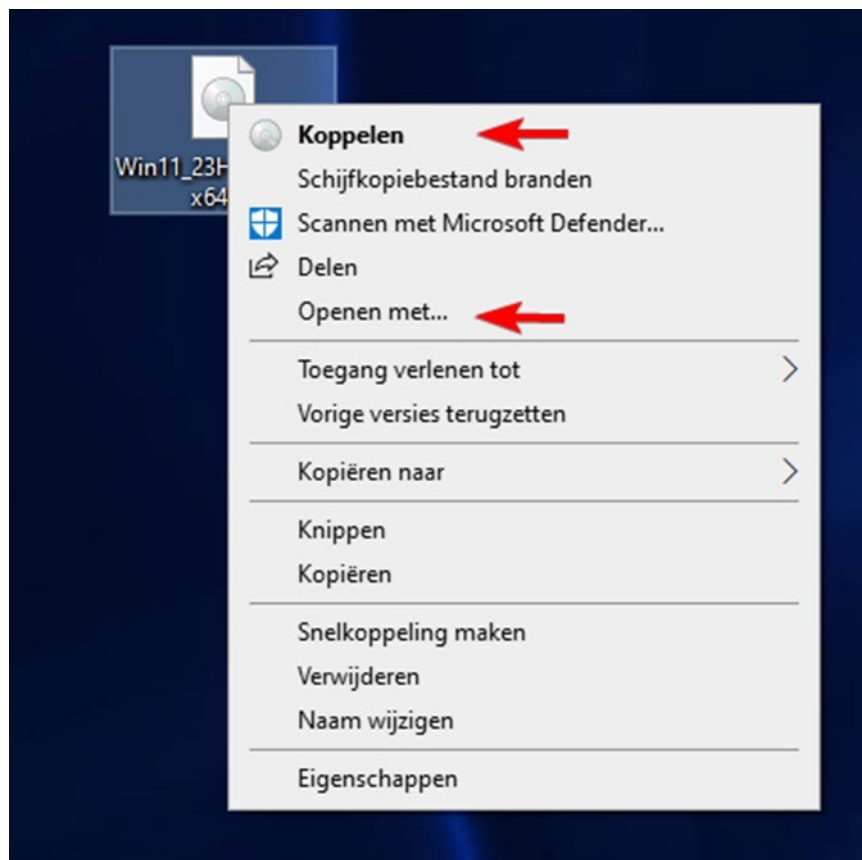 Win11_23H
x64
Koppelen
Schijfkopiebestand branden
Scannen met Microsoft Defender...
Delen
Openen met...
Toegang verlenen tot
Vorige versies terugzetten
Kopiëren naar
Knippen
Kopiëren
Snelkoppeling maken
Verwijderen
Naam wijzigen
Eigenschappen